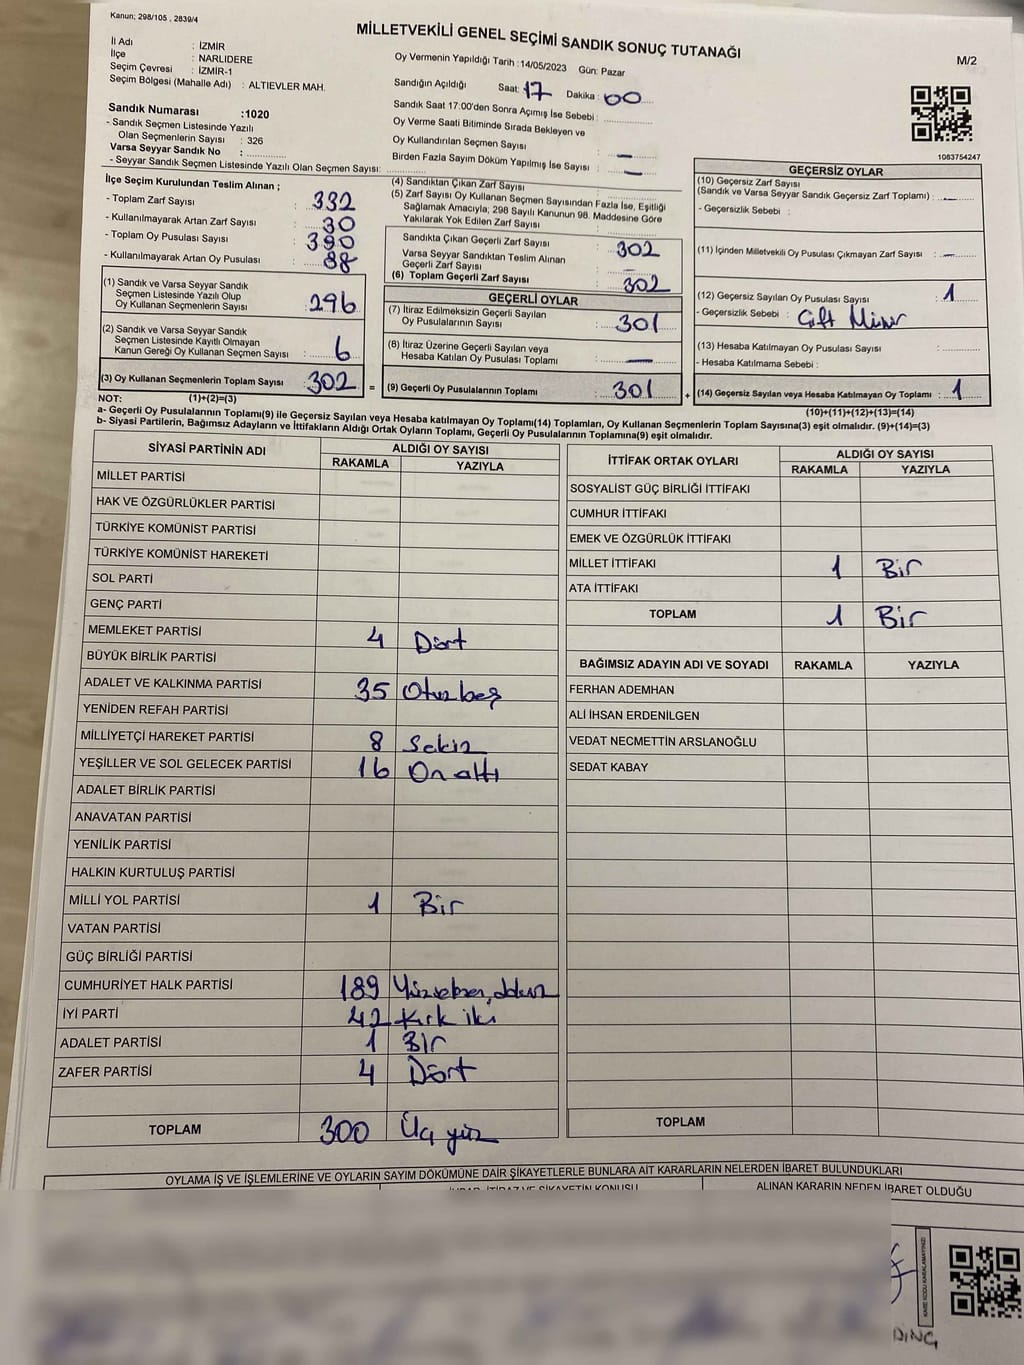 Kanun: 298/105 , 2839/4
MİLLETVEKİLİ GENEL SEÇİMİ SANDIK SONUÇ TUTANAĞI
M/2
İl Adı : İZMİR
İlçe : NARLIDERE
Seçim Çevresi : İZMİR-1
Seçim Bölgesi (Mahalle Adı) : ALTIEVLER MAH.
Oy Vermenin Yapıldığı Tarih :14/05/2023 Gün: Pazar
Sandığın Açıldığı Saat: 17 Dakika : 00
Sandık Saat 17:00'den Sonra Açımış İse Sebebi :
Oy Verme Saati Bitiminde Sırada Bekleyen ve
Oy Kullandırılan Seçmen Sayısı : —
Birden Fazla Sayım Döküm Yapılmış İse Sayısı : —
1083754247
Sandık Numarası :1020
- Sandık Seçmen Listesinde Yazılı
Olan Seçmenlerin Sayısı : 326
Varsa Seyyar Sandık No :
- Seyyar Sandık Seçmen Listesinde Yazılı Olan Seçmen Sayısı:
İlçe Seçim Kurulundan Teslim Alınan ;
- Toplam Zarf Sayısı : 332
- Kullanılmayarak Artan Zarf Sayısı : 30
- Toplam Oy Pusulası Sayısı : 390
- Kullanılmayarak Artan Oy Pusulası : 88
(1) Sandık ve Varsa Seyyar Sandık
Seçmen Listesinde Yazılı Olup
Oy Kullanan Seçmenlerin Sayısı : 296
(2) Sandık ve Varsa Seyyar Sandık
Seçmen Listesinde Kayıtlı Olmayan
Kanun Gereği Oy Kullanan Seçmen Sayısı : 6
(3) Oy Kullanan Seçmenlerin Toplam Sayısı : 302 =
(4) Sandıktan Çıkan Zarf Sayısı :
(5) Zarf Sayısı Oy Kullanan Seçmen Sayısından Fazla İse, Eşitliği
Sağlamak Amacıyla; 298 Sayılı Kanunun 98. Maddesine Göre
Yakılarak Yok Edilen Zarf Sayısı :
Sandıkta Çıkan Geçerli Zarf Sayısı : 302
Varsa Seyyar Sandıktan Teslim Alınan
Geçerli Zarf Sayısı :
(6) Toplam Geçerli Zarf Sayısı : 302
GEÇERLİ OYLAR
(7) İtiraz Edilmeksizin Geçerli Sayılan
Oy Pusulalarının Sayısı : 301
(8) İtiraz Üzerine Geçerli Sayılan veya
Hesaba Katılan Oy Pusulası Toplamı : —
(9) Geçerli Oy Pusulalarının Toplamı : 301 +
GEÇERSİZ OYLAR
(10) Geçersiz Zarf Sayısı
(Sandık ve Varsa Seyyar Sandık Geçersiz Zarf Toplamı) : —
- Geçersizlik Sebebi :
(11) İçinden Milletvekili Oy Pusulası Çıkmayan Zarf Sayısı : —
(12) Geçersiz Sayılan Oy Pusulası Sayısı : 1
- Geçersizlik Sebebi : Çift Mühür
(13) Hesaba Katılmayan Oy Pusulası Sayısı :
- Hesaba Katılmama Sebebi :
(14) Geçersiz Sayılan veya Hesaba Katılmayan Oy Toplamı : 1
NOT: (1)+(2)=(3)
(10)+(11)+(12)+(13)=(14)
a- Geçerli Oy Pusulalarının Toplamı(9) ile Geçersiz Sayılan veya Hesaba katılmayan Oy Toplamı(14) Toplamları, Oy Kullanan Seçmenlerin Toplam Sayısına(3) eşit olmalıdır. (9)+(14)=(3)
b- Siyasi Partilerin, Bağımsız Adayların ve İttifakların Aldığı Ortak Oyların Toplamı, Geçerli Oy Pusulalarının Toplamına(9) eşit olmalıdır.
SİYASİ PARTİNİN ADI ALDIĞI OY SAYISI
RAKAMLA YAZIYLA
MİLLET PARTİSİ
HAK VE ÖZGÜRLÜKLER PARTİSİ
TÜRKİYE KOMÜNİST PARTİSİ
TÜRKİYE KOMÜNİST HAREKETİ
SOL PARTİ
GENÇ PARTİ
MEMLEKET PARTİSİ 4 Dört
BÜYÜK BİRLİK PARTİSİ
ADALET VE KALKINMA PARTİSİ 35 Otuzbeş
YENİDEN REFAH PARTİSİ
MİLLİYETÇİ HAREKET PARTİSİ 8 Sekiz
YEŞİLLER VE SOL GELECEK PARTİSİ 16 On altı
ADALET BİRLİK PARTİSİ
ANAVATAN PARTİSİ
YENİLİK PARTİSİ
HALKIN KURTULUŞ PARTİSİ
MİLLİ YOL PARTİSİ 1 Bir
VATAN PARTİSİ
GÜÇ BİRLİĞİ PARTİSİ
CUMHURİYET HALK PARTİSİ 189 Yüzseksendokuz
İYİ PARTİ 42 Kırk iki
ADALET PARTİSİ 1 Bir
ZAFER PARTİSİ 4 Dört
TOPLAM 300 Üç yüz
İTTİFAK ORTAK OYLARI ALDIĞI OY SAYISI
RAKAMLA YAZIYLA
SOSYALİST GÜÇ BİRLİĞİ İTTİFAKI
CUMHUR İTTİFAKI
EMEK VE ÖZGÜRLÜK İTTİFAKI
MİLLET İTTİFAKI 1 Bir
ATA İTTİFAKI
TOPLAM 1 Bir
BAĞIMSIZ ADAYIN ADI VE SOYADI RAKAMLA YAZIYLA
FERHAN ADEMHAN
ALİ İHSAN ERDENİLGEN
VEDAT NECMETTİN ARSLANOĞLU
SEDAT KABAY
TOPLAM
OYLAMA İŞ VE İŞLEMLERİNE VE OYLARIN SAYIM DÖKÜMÜNE DAİR ŞİKAYETLERLE BUNLARA AİT KARARLARIN NELERDEN İBARET BULUNDUKLARI
ALINAN KARARIN NEDEN İBARET OLDUĞU